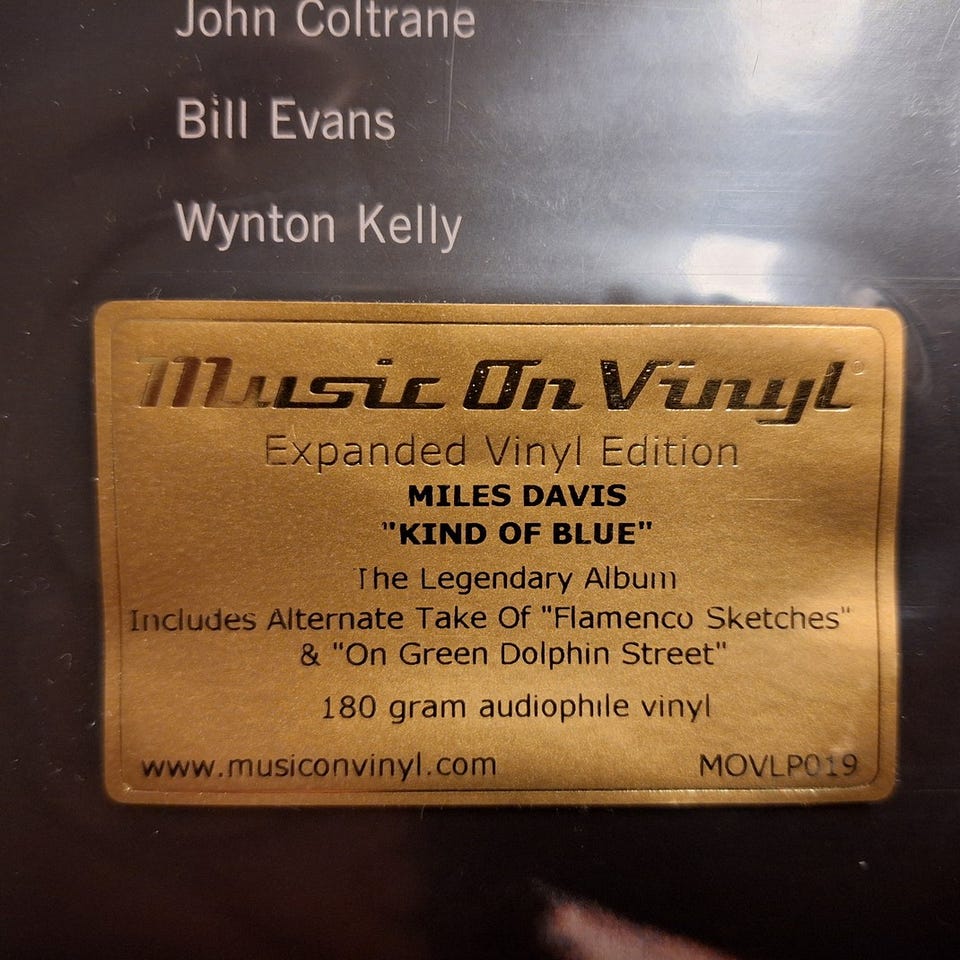 John Coltrane
Bill Evans
Wynton Kelly
Music On Vinyl®
Expanded Vinyl Edition
MILES DAVIS
"KIND OF BLUE"
The Legendary Album
Includes Alternate Take Of "Flamenco Sketches"
& "On Green Dolphin Street"
180 gram audiophile vinyl
www.musiconvinyl.com MOVLP019